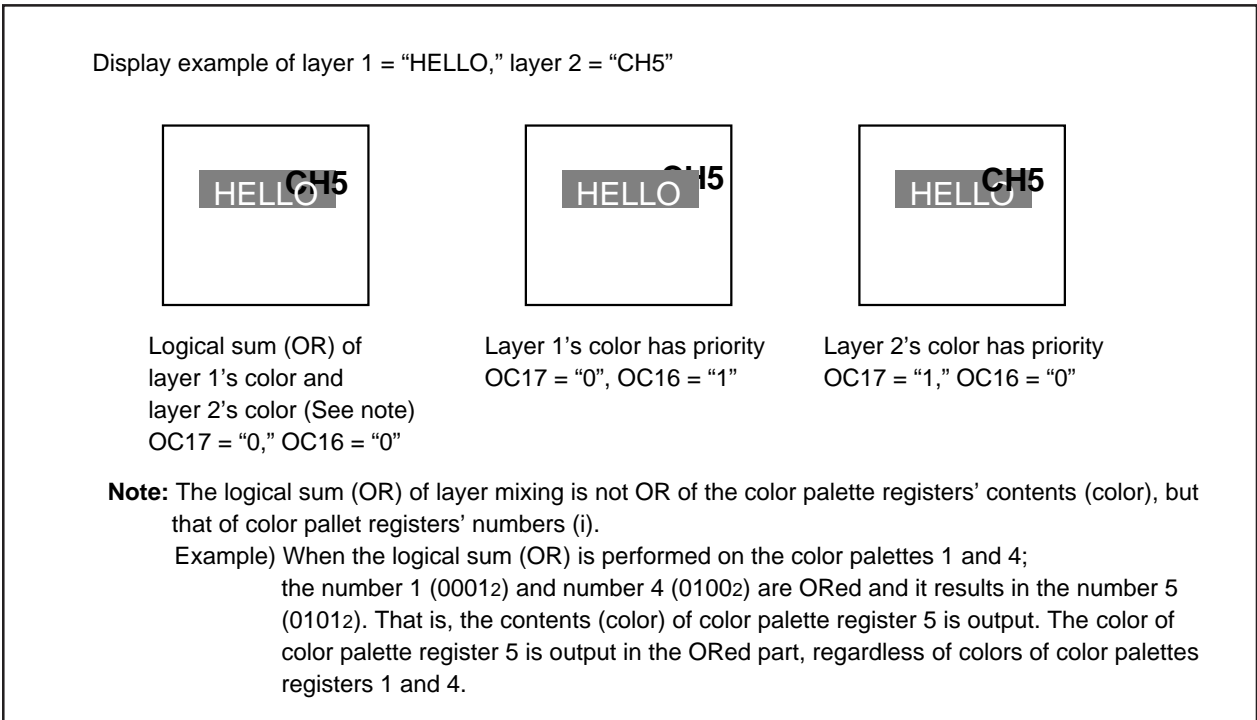 Display example of layer 1 = “HELLO,” layer 2 = “CH5”
HELLO CH5
HELLO H5
HELLO CH5
Logical sum (OR) of
layer 1’s color and
layer 2’s color (See note)
OC17 = “0,” OC16 = “0”
Layer 1’s color has priority
OC17 = “0”, OC16 = “1”
Layer 2’s color has priority
OC17 = “1,” OC16 = “0”
Note: The logical sum (OR) of layer mixing is not OR of the color palette registers’ contents (color), but
that of color pallet registers’ numbers (i).
Example) When the logical sum (OR) is performed on the color palettes 1 and 4;
the number 1 (00012) and number 4 (01002) are ORed and it results in the number 5
(01012). That is, the contents (color) of color palette register 5 is output. The color of
color palette register 5 is output in the ORed part, regardless of colors of color palettes
registers 1 and 4.